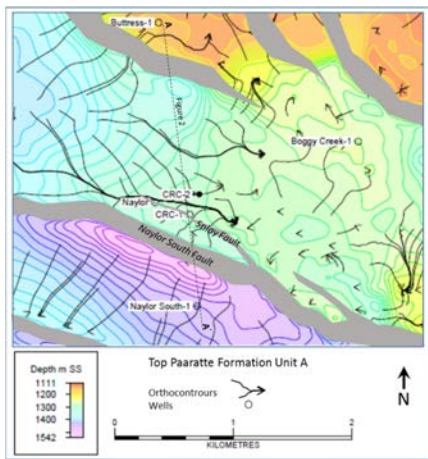 Buttress-1
A
Figure 2
Boggy Creek-1
CRC-2
Naylor
CRC-1
Splay Fault
Naylor South Fault
Naylor South-1
A'
Top Paaratte Formation Unit A
Depth m SS
1111
1200
1300
1400
1542
Orthocontours
Wells
N
0 1 2
KILOMETRES